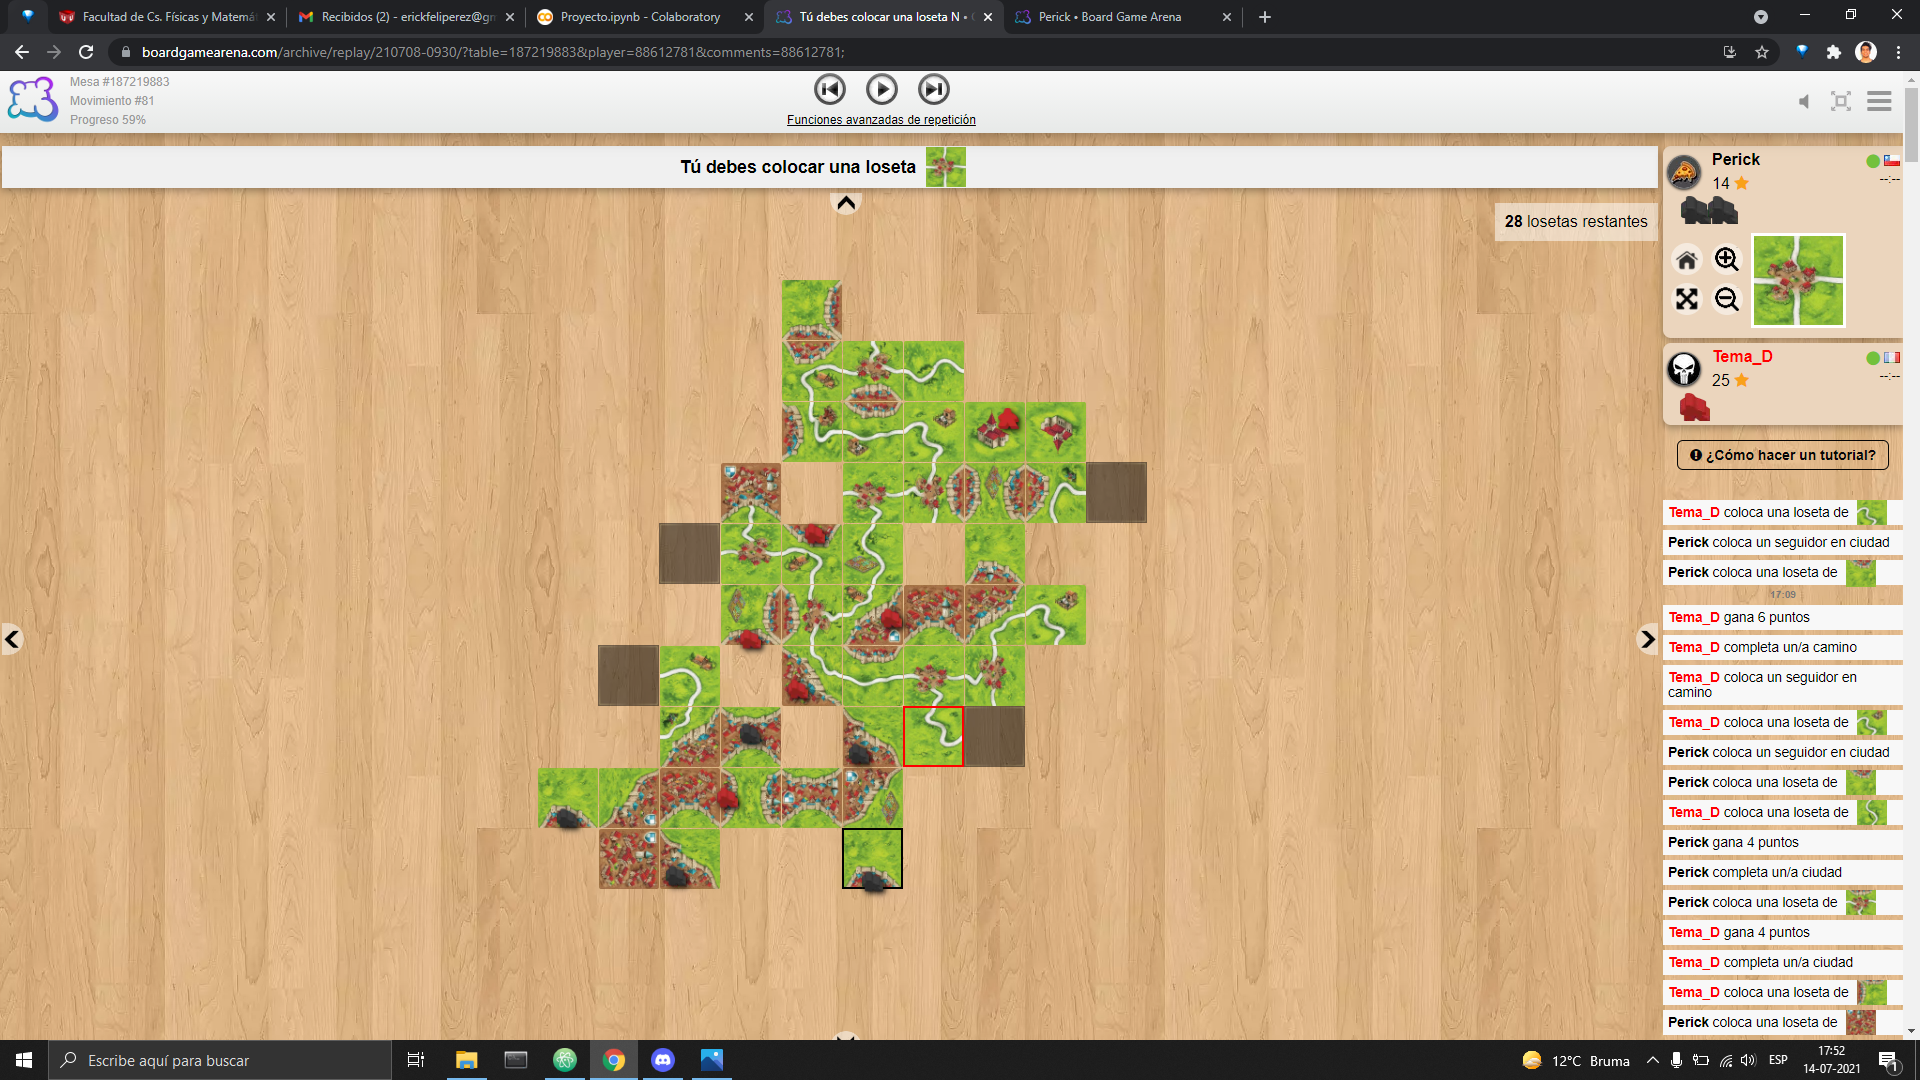 Facultad de Cs. Físicas y Matemá
Recibidos (2) - erickfeliperez@gm
Proyecto.ipynb - Colaboratory
Tú debes colocar una loseta N •
Perick • Board Game Arena
boardgamearena.com/archive/replay/210708-0930/?table=187219883&player=88612781&comments=88612781;
Mesa #187219883
Movimiento #81
Progreso 59%
Funciones avanzadas de repetición
Tú debes colocar una loseta
28 losetas restantes
Perick
14
--:--
Tema_D
25
--:--
¿Cómo hacer un tutorial?
Tema_D coloca una loseta de
Perick coloca un seguidor en ciudad
Perick coloca una loseta de
17:09
Tema_D gana 6 puntos
Tema_D completa un/a camino
Tema_D coloca un seguidor en
camino
Tema_D coloca una loseta de
Perick coloca un seguidor en ciudad
Perick coloca una loseta de
Tema_D coloca una loseta de
Perick gana 4 puntos
Perick completa un/a ciudad
Perick coloca una loseta de
Tema_D gana 4 puntos
Tema_D completa un/a ciudad
Tema_D coloca una loseta de
Perick coloca una loseta de
Escribe aquí para buscar
12°C Bruma
ESP
17:52
14-07-2021
1